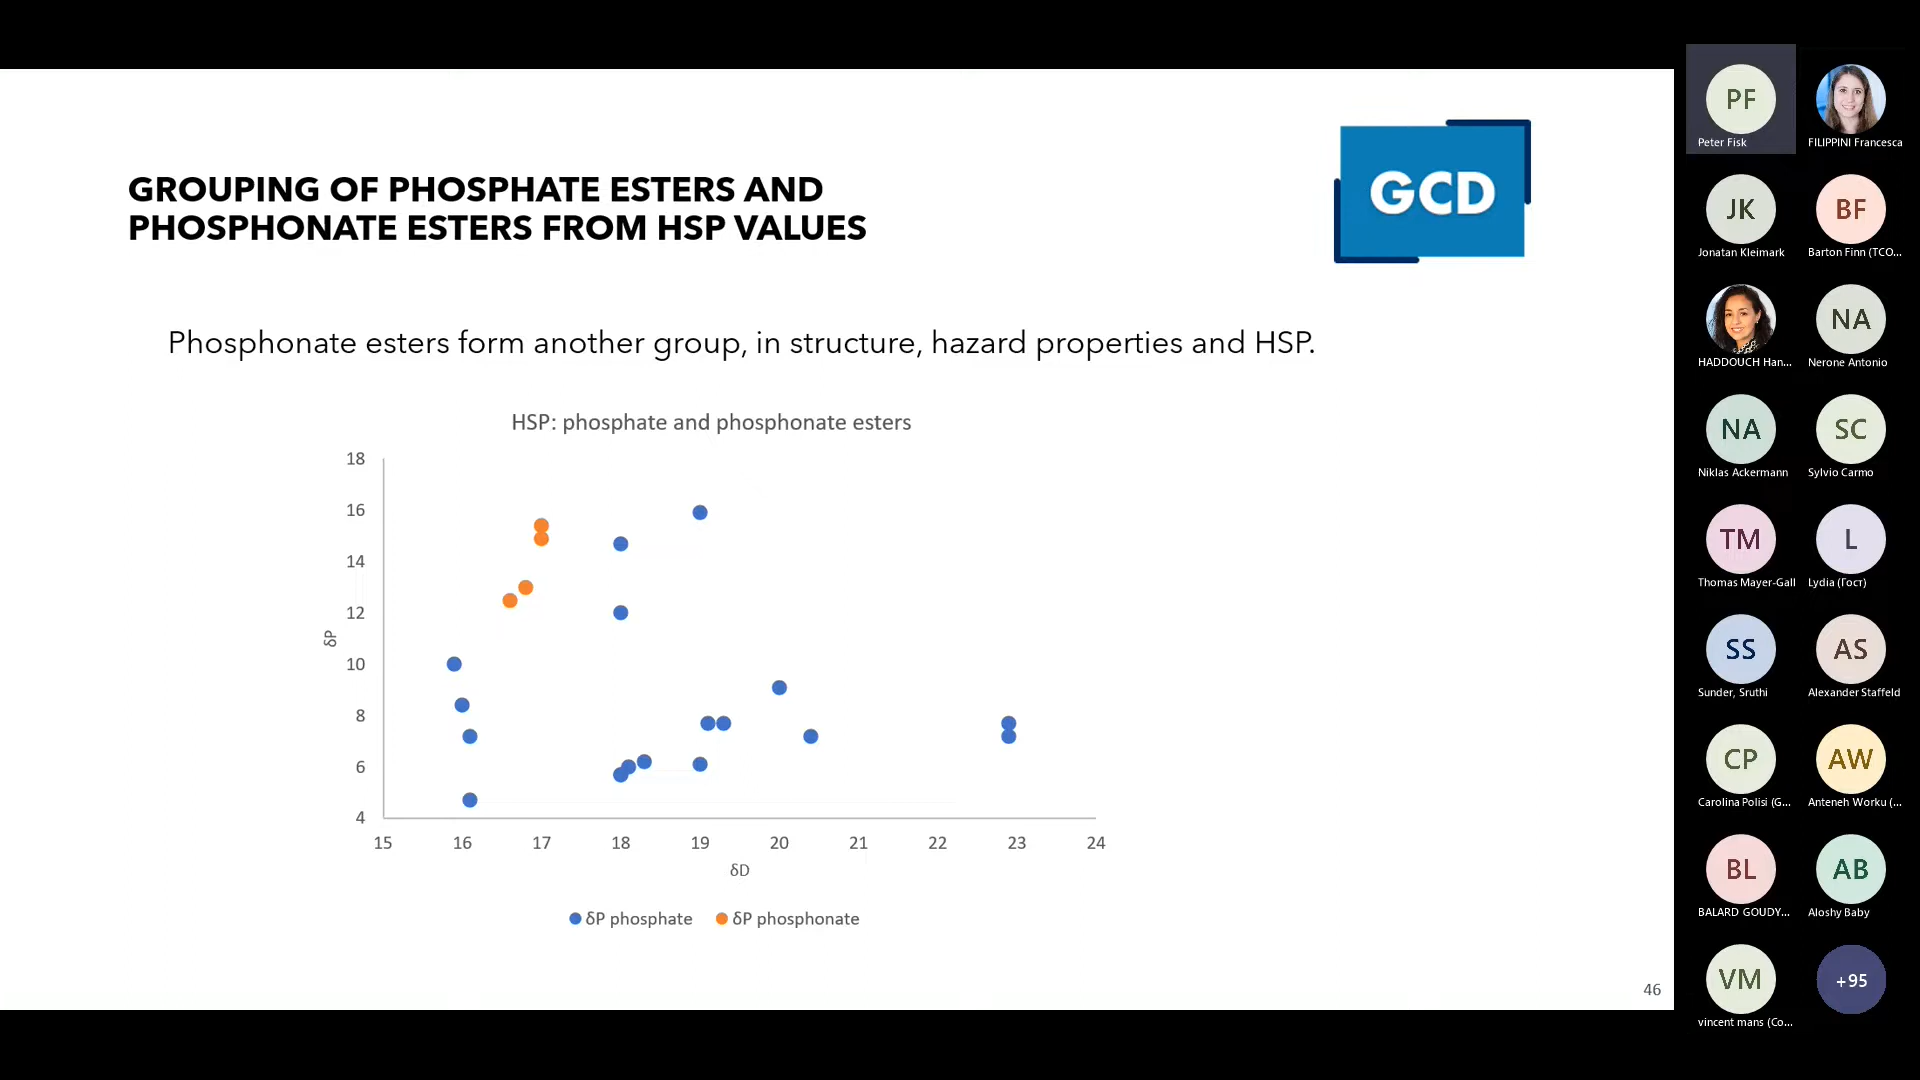 GROUPING OF PHOSPHATE ESTERS AND
PHOSPHONATE ESTERS FROM HSP VALUES
GCD
Phosphonate esters form another group, in structure, hazard properties and HSP.
HSP: phosphate and phosphonate esters
18
16
14
12
10
8
6
4
δP
15 16 17 18 19 20 21 22 23 24
δD
δP phosphate δP phosphonate
46
PF
Peter Fisk
FILIPPINI Francesca
JK BF
Jonatan Kleimark Barton Finn (TCO...
NA
HADDOUCH Han... Nerone Antonio
NA SC
Niklas Ackermann Sylvio Carmo
TM L
Thomas Mayer-Gall Lydia (Гост)
SS AS
Sunder, Sruthi Alexander Staffeld
CP AW
Carolina Polisi (G... Anteneh Worku (...
BL AB
BALARD GOUDY... Aloshy Baby
VM +95
vincent mans (Co...